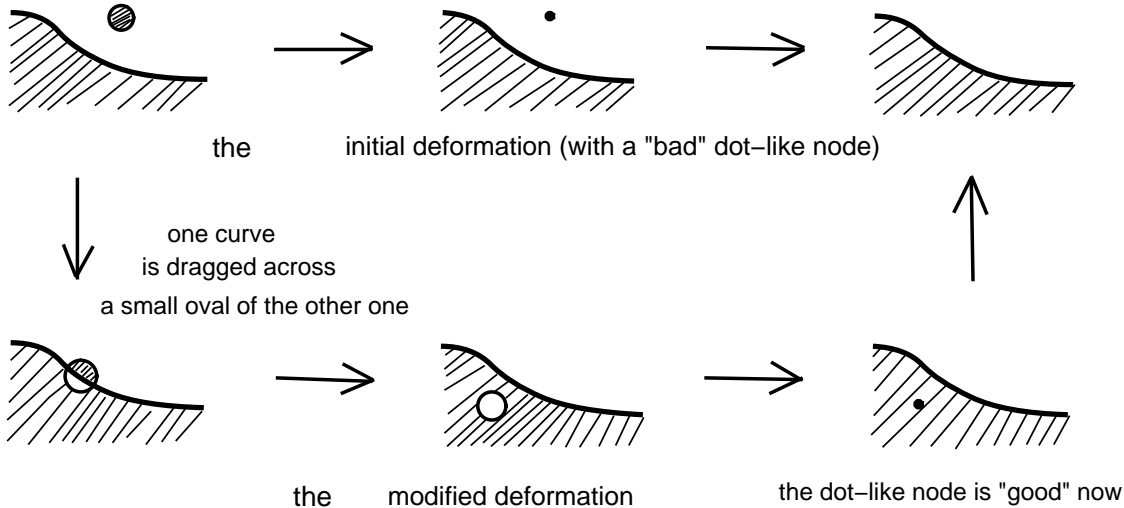 the initial deformation (with a "bad" dot−like node)
one curve
is dragged across
a small oval of the other one
the modified deformation
the dot−like node is "good" now